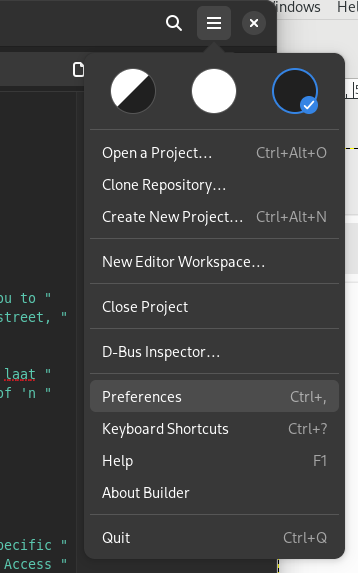 indows Hel
Open a Project… Ctrl+Alt+O
Clone Repository…
Create New Project… Ctrl+Alt+N
New Editor Workspace…
ou to "
Close Project
street, "
D-Bus Inspector…
laat "
of 'n "
Preferences Ctrl+,
Keyboard Shortcuts Ctrl+?
Help F1
About Builder
Quit Ctrl+Q
pecific "
Access "